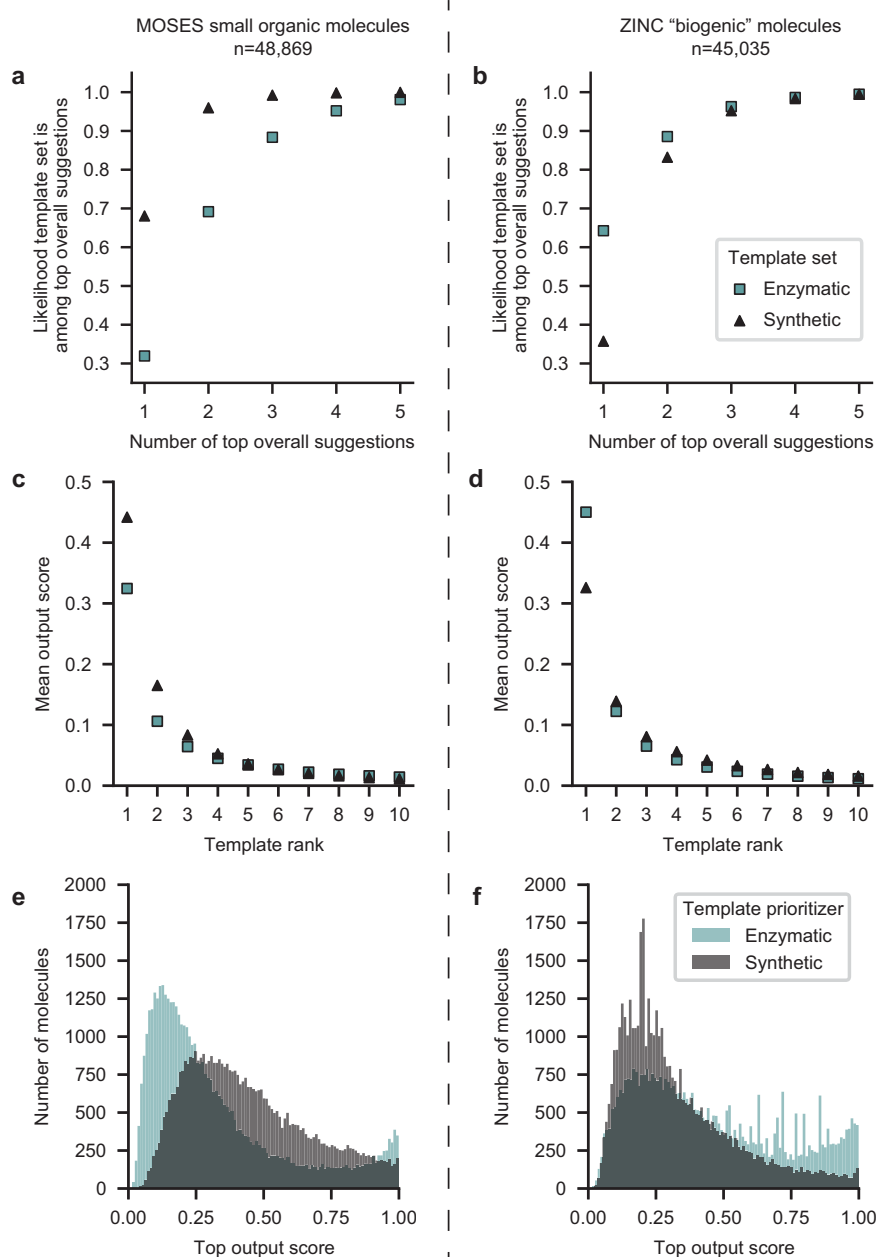 MOSES small organic molecules
n=48,869
ZINC “biogenic” molecules
n=45,035
a
Likelihood template set is
among top overall suggestions
1.0
0.9
0.8
0.7
0.6
0.5
0.4
0.3
1 2 3 4 5
Number of top overall suggestions
b
Likelihood template set is
among top overall suggestions
1.0
0.9
0.8
0.7
0.6
0.5
0.4
0.3
Template set
Enzymatic
Synthetic
1 2 3 4 5
Number of top overall suggestions
c
Mean output score
0.5
0.4
0.3
0.2
0.1
0.0
1 2 3 4 5 6 7 8 9 10
Template rank
d
Mean output score
0.5
0.4
0.3
0.2
0.1
0.0
1 2 3 4 5 6 7 8 9 10
Template rank
e
Number of molecules
2000
1750
1500
1250
1000
750
500
250
0
0.00 0.25 0.50 0.75 1.00
Top output score
f
Number of molecules
2000
1750
1500
1250
1000
750
500
250
0
Template prioritizer
Enzymatic
Synthetic
0.00 0.25 0.50 0.75 1.00
Top output score